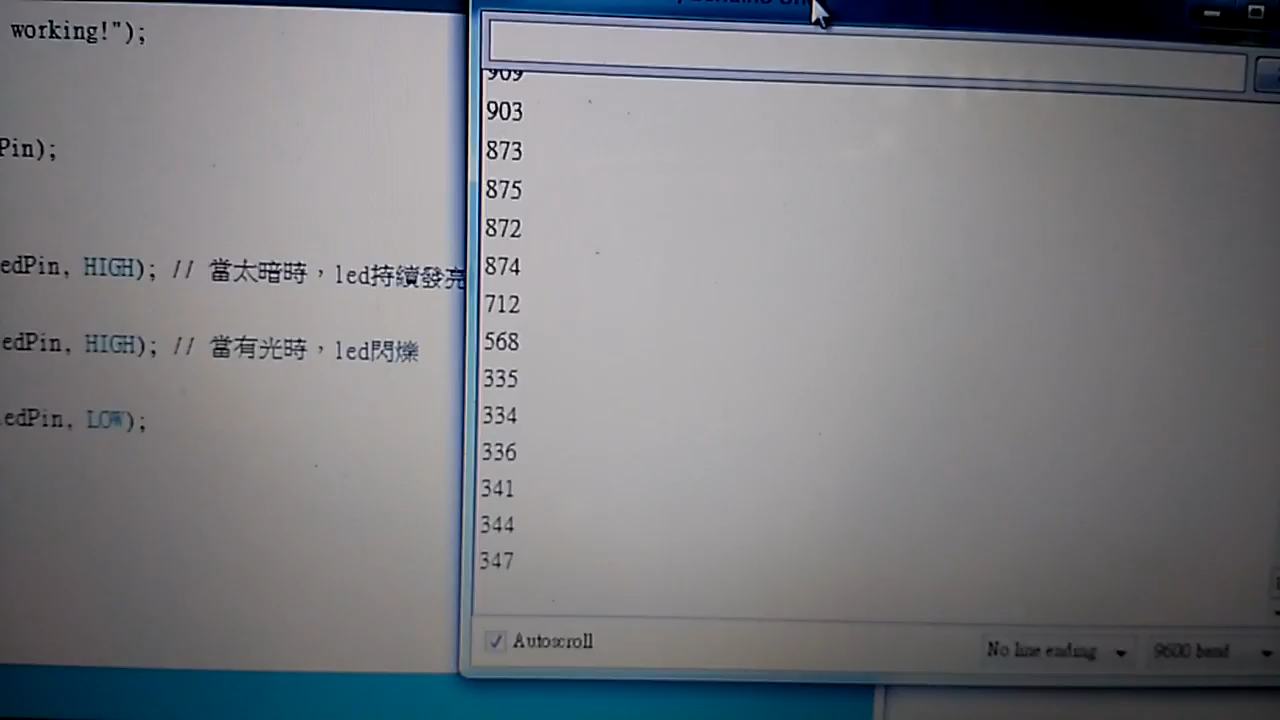 working!");
Pin);
edPin, HIGH); // 當太暗時，led持續發亮
edPin, HIGH); // 當有光時，led閃爍
edPin, LOW);
909
903
873
875
872
874
712
568
335
334
336
341
344
347
Autoscroll
No line ending
9600 baud